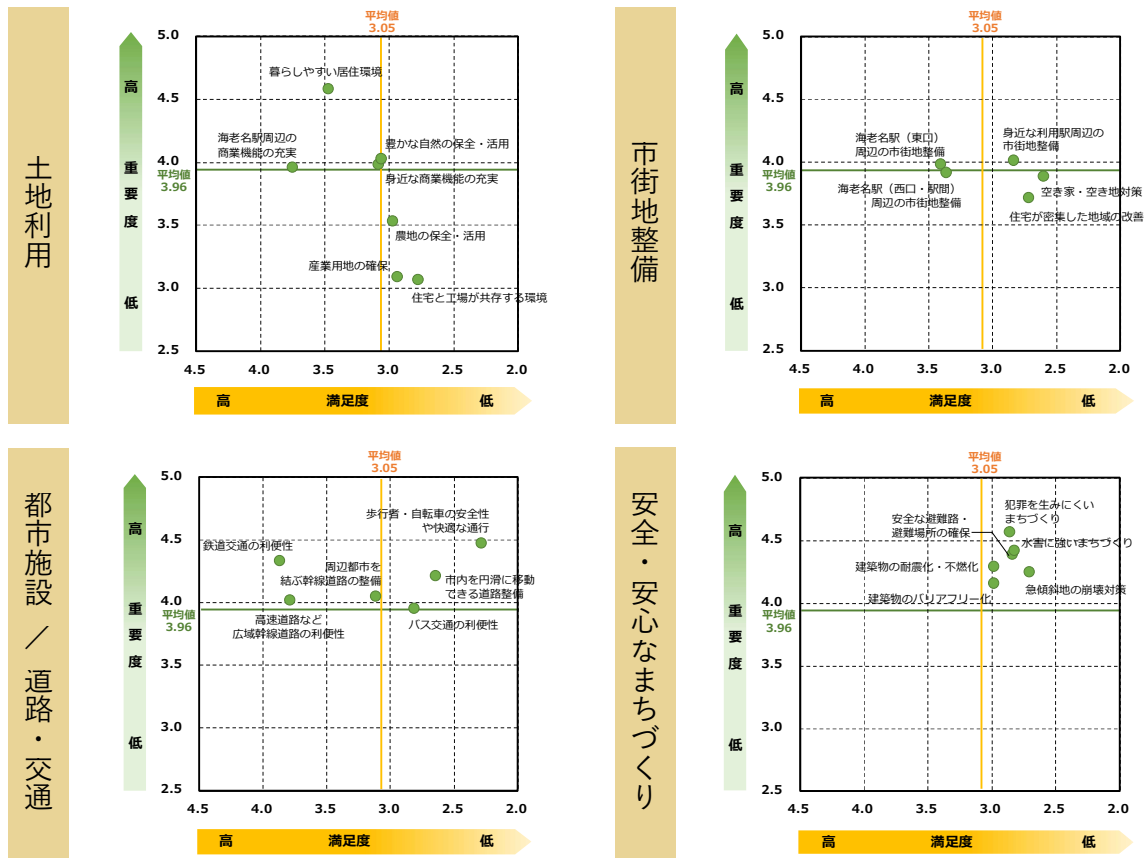 土地利用
平均値
3.05
5.0
4.5
4.0
3.5
3.0
2.5
高
重要度
低
平均値
3.96
暮らしやすい居住環境
海老名駅周辺の
商業機能の充実
豊かな自然の保全・活用
身近な商業機能の充実
農地の保全・活用
産業用地の確保
住宅と工場が共存する環境
4.5
4.0
3.5
3.0
2.5
2.0
高
満足度
低
市街地整備
平均値
3.05
5.0
4.5
4.0
3.5
3.0
2.5
高
重要度
低
平均値
3.96
海老名駅（東口）
周辺の市街地整備
身近な利用駅周辺の
市街地整備
海老名駅（西口・駅間）
周辺の市街地整備
空き家・空き地対策
住宅が密集した地域の改善
4.5
4.0
3.5
3.0
2.5
2.0
高
満足度
低
都市施設／道路・交通
平均値
3.05
5.0
4.5
4.0
3.5
3.0
2.5
高
重要度
低
平均値
3.96
歩行者・自転車の安全性
や快適な通行
鉄道交通の利便性
周辺都市を
結ぶ幹線道路の整備
市内を円滑に移動
できる道路整備
高速道路など
広域幹線道路の利便性
バス交通の利便性
4.5
4.0
3.5
3.0
2.5
2.0
高
満足度
低
安全・安心なまちづくり
平均値
3.05
5.0
4.5
4.0
3.5
3.0
2.5
高
重要度
低
平均値
3.96
犯罪を生みにくい
まちづくり
安全な避難路・
避難場所の確保
水害に強いまちづくり
建築物の耐震化・不燃化
急傾斜地の崩壊対策
建築物のバリアフリー化
4.5
4.0
3.5
3.0
2.5
2.0
高
満足度
低